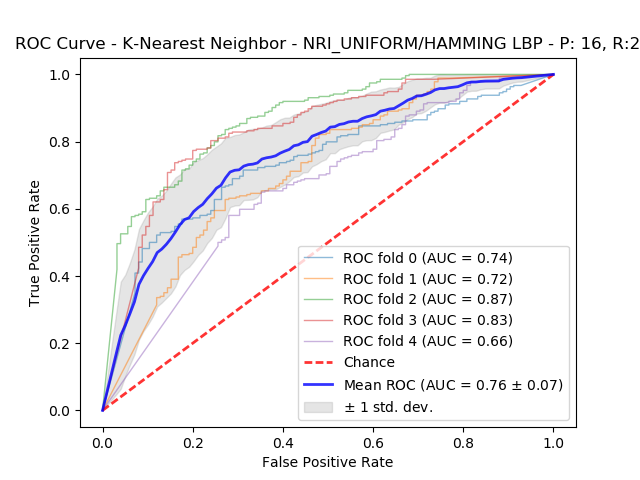 ROC Curve - K-Nearest Neighbor - NRI_UNIFORM/HAMMING LBP - P: 16, R:2
True Positive Rate
1.0
0.8
0.6
0.4
0.2
0.0
ROC fold 0 (AUC = 0.74)
ROC fold 1 (AUC = 0.72)
ROC fold 2 (AUC = 0.87)
ROC fold 3 (AUC = 0.83)
ROC fold 4 (AUC = 0.66)
Chance
Mean ROC (AUC = 0.76 ± 0.07)
± 1 std. dev.
0.0 0.2 0.4 0.6 0.8 1.0
False Positive Rate